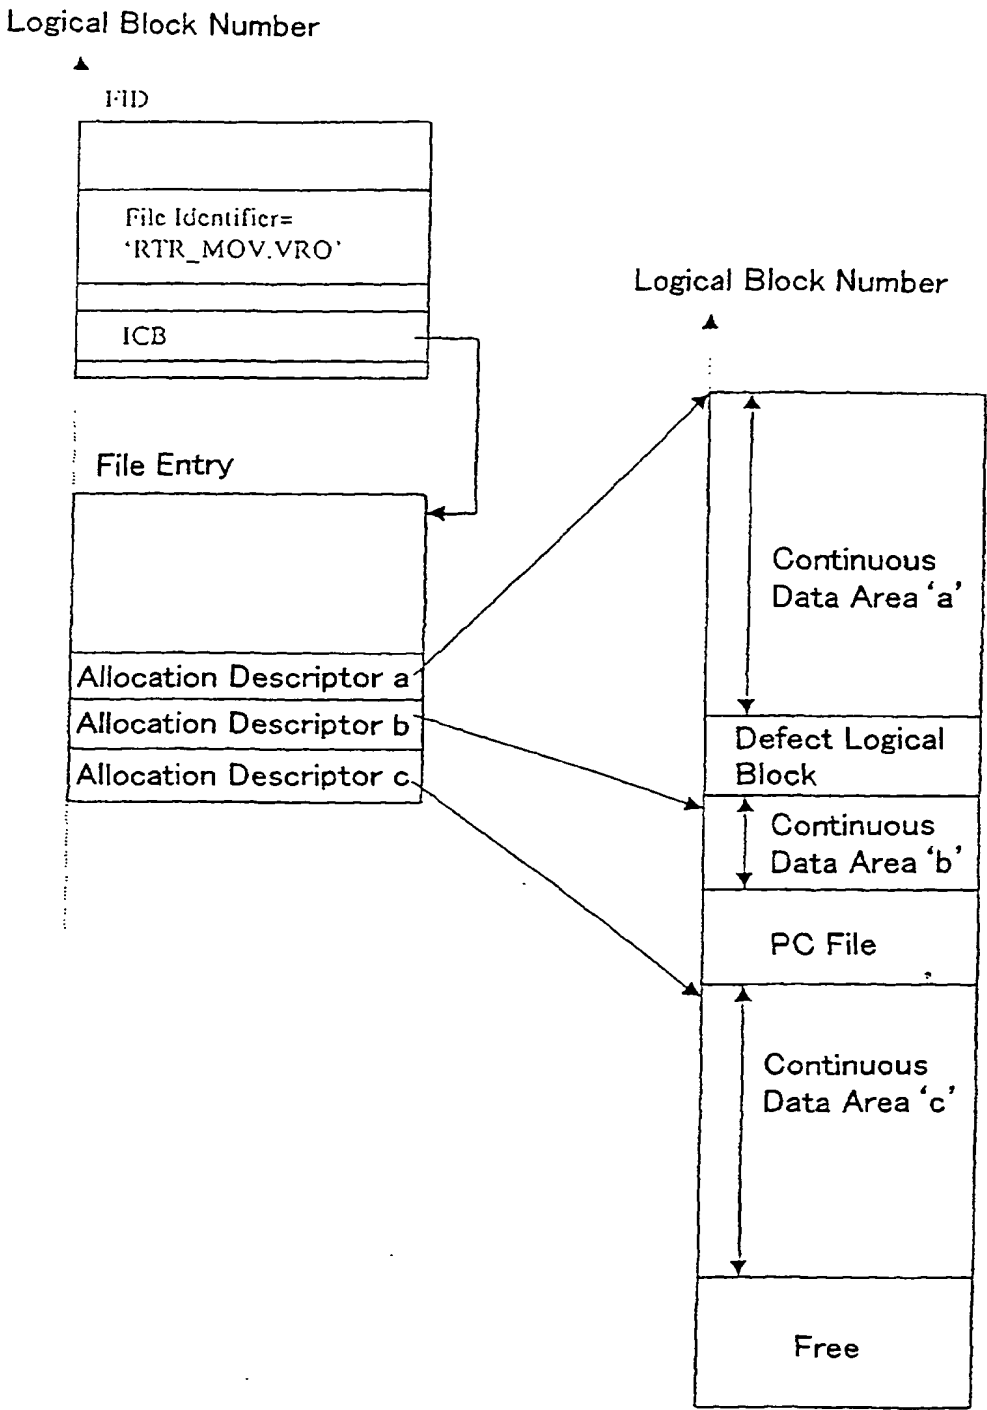 Logical Block Number
FID
File Identifier=
‘RTR_MOV.VRO’
ICB
File Entry
Allocation Descriptor a
Allocation Descriptor b
Allocation Descriptor c
Logical Block Number
Continuous
Data Area ‘a’
Defect Logical
Block
Continuous
Data Area ‘b’
PC File
Continuous
Data Area ‘c’
Free